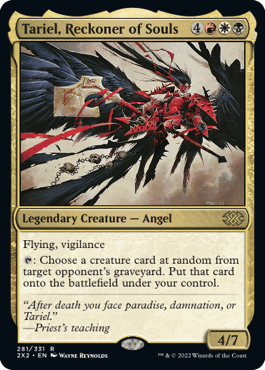 Tariel, Reckoner of Souls 4
Legendary Creature — Angel
Flying, vigilance
: Choose a creature card at random from
target opponent's graveyard. Put that card
onto the battlefield under your control.
"After death you face paradise, damnation, or
Tariel."
—Priest's teaching
4/7
281/331 R
2X2 • EN Wayne Reynolds
™ & © 2022 Wizards of the Coast